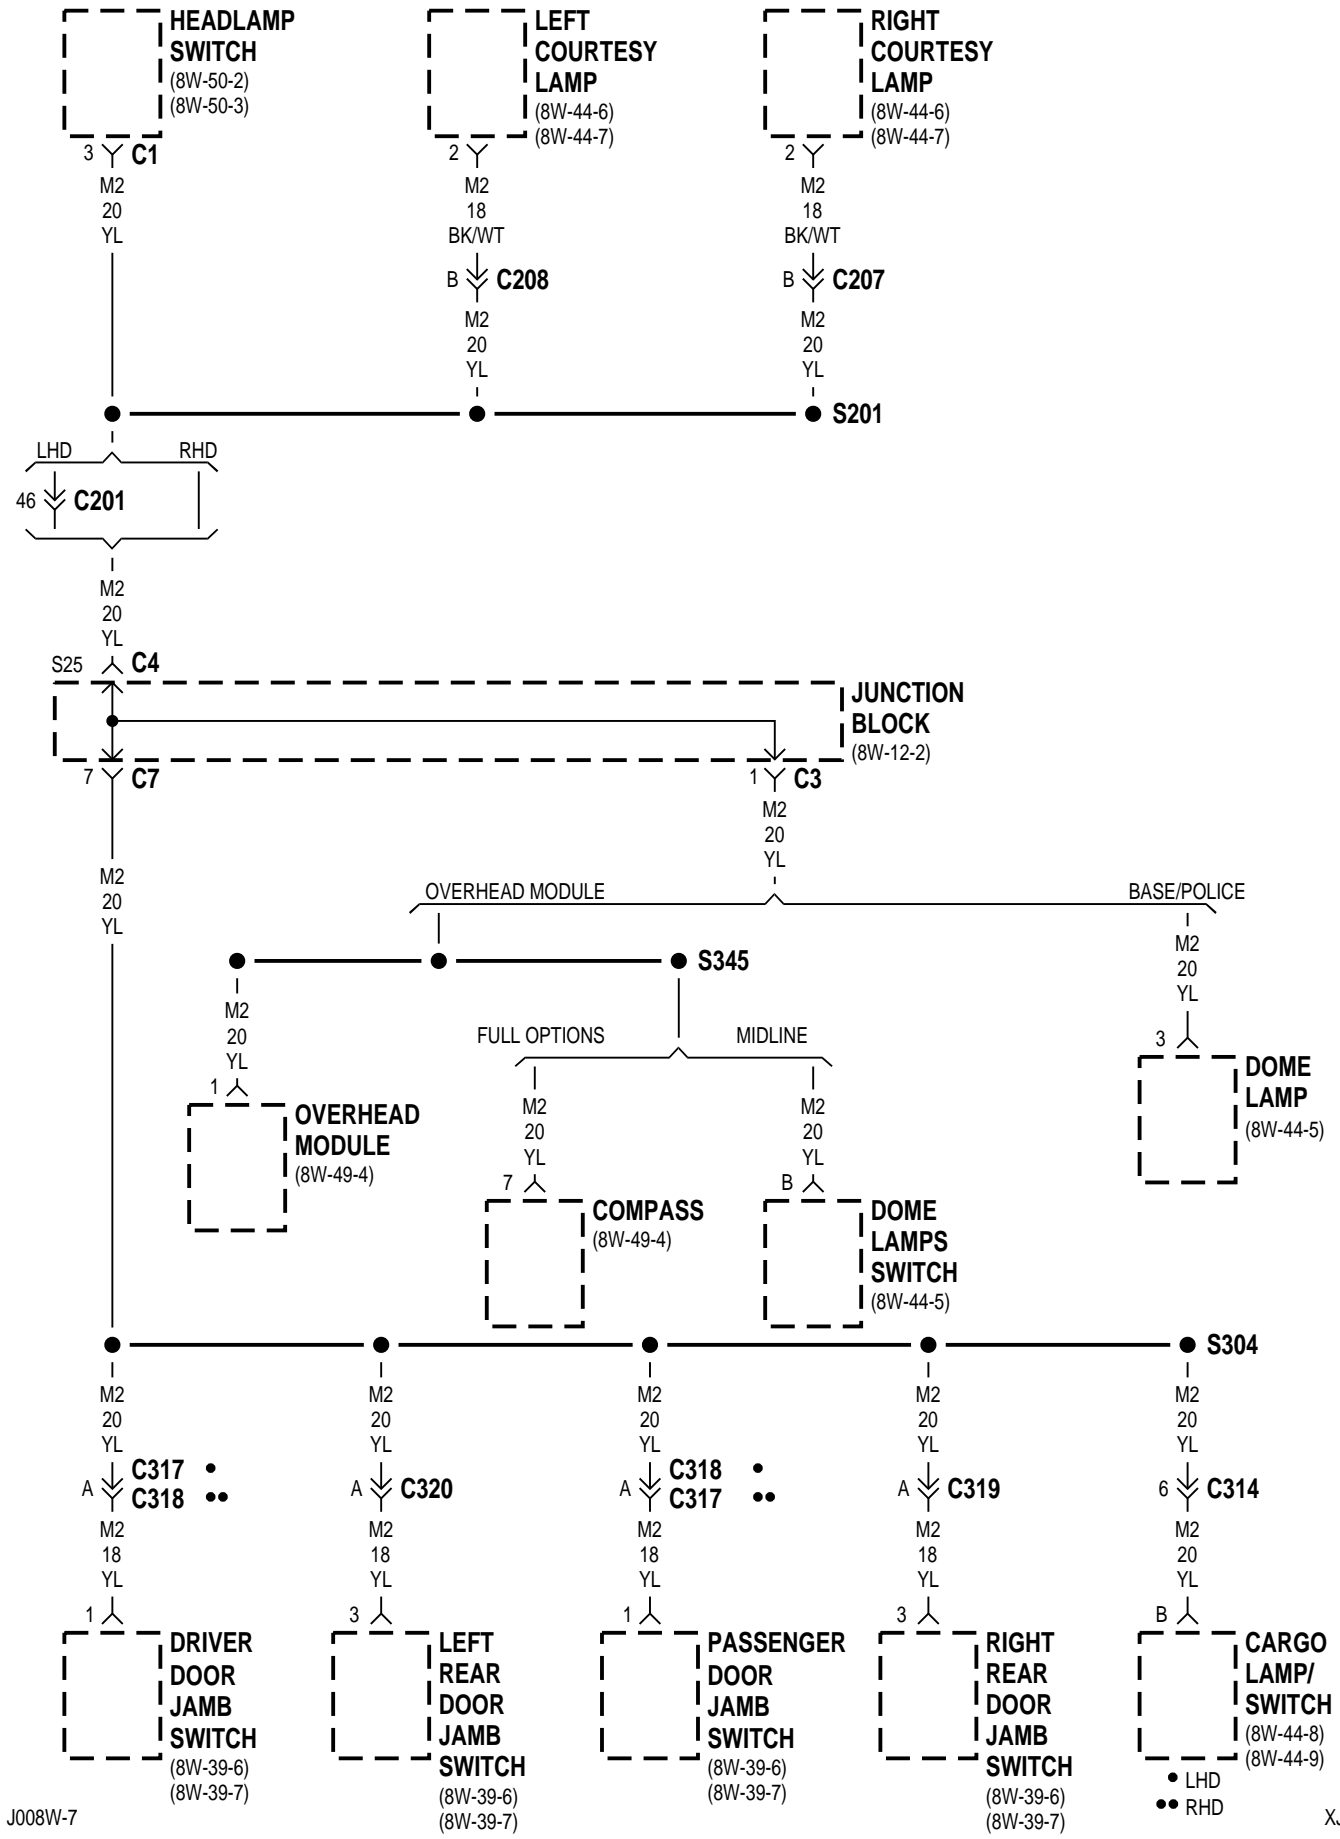 HEADLAMP
SWITCH
(8W-50-2)
(8W-50-3)
LEFT
COURTESY
LAMP
(8W-44-6)
(8W-44-7)
RIGHT
COURTESY
LAMP
(8W-44-6)
(8W-44-7)
3 C1
2
2
M2
20
YL
M2
18
BK/WT
M2
18
BK/WT
B C208
B C207
M2
20
YL
M2
20
YL
S201
LHD RHD
46 C201
M2
20
YL
S25 C4
JUNCTION
BLOCK
(8W-12-2)
7 C7
1 C3
M2
20
YL
M2
20
YL
OVERHEAD MODULE
BASE/POLICE
S345
M2
20
YL
M2
20
YL
FULL OPTIONS
MIDLINE
3
DOME
LAMP
(8W-44-5)
1
OVERHEAD
MODULE
(8W-49-4)
M2
20
YL
M2
20
YL
7
COMPASS
(8W-49-4)
B
DOME
LAMPS
SWITCH
(8W-44-5)
S304
M2
20
YL
M2
20
YL
M2
20
YL
M2
20
YL
M2
20
YL
A C317 •
C318 ••
A C320
A C318 •
C317 ••
A C319
6 C314
M2
18
YL
M2
18
YL
M2
18
YL
M2
18
YL
M2
20
YL
1
DRIVER
DOOR
JAMB
SWITCH
(8W-39-6)
(8W-39-7)
3
LEFT
REAR
DOOR
JAMB
SWITCH
(8W-39-6)
(8W-39-7)
1
PASSENGER
DOOR
JAMB
SWITCH
(8W-39-6)
(8W-39-7)
3
RIGHT
REAR
DOOR
JAMB
SWITCH
(8W-39-6)
(8W-39-7)
B
CARGO
LAMP/
SWITCH
(8W-44-8)
(8W-44-9)
• LHD
•• RHD
J008W-7